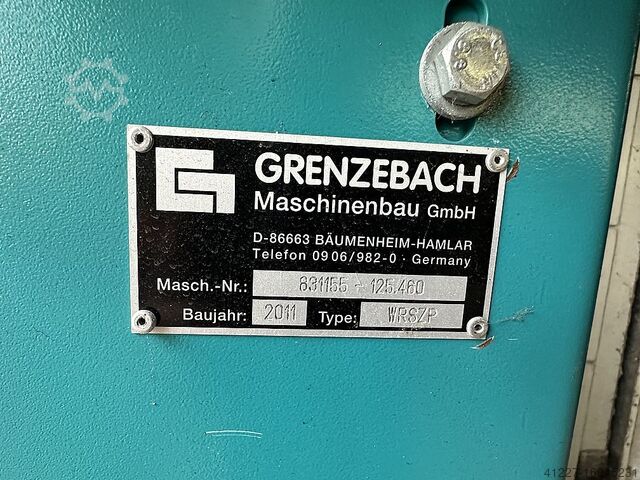 GRENZEBACH
Maschinenbau GmbH
D-86663 BÄUMENHEIM-HAMLAR
Telefon 0906/982-0 · Germany
Masch.-Nr.: 831155 - 125.460
Baujahr: 2011 Type: WRSZP